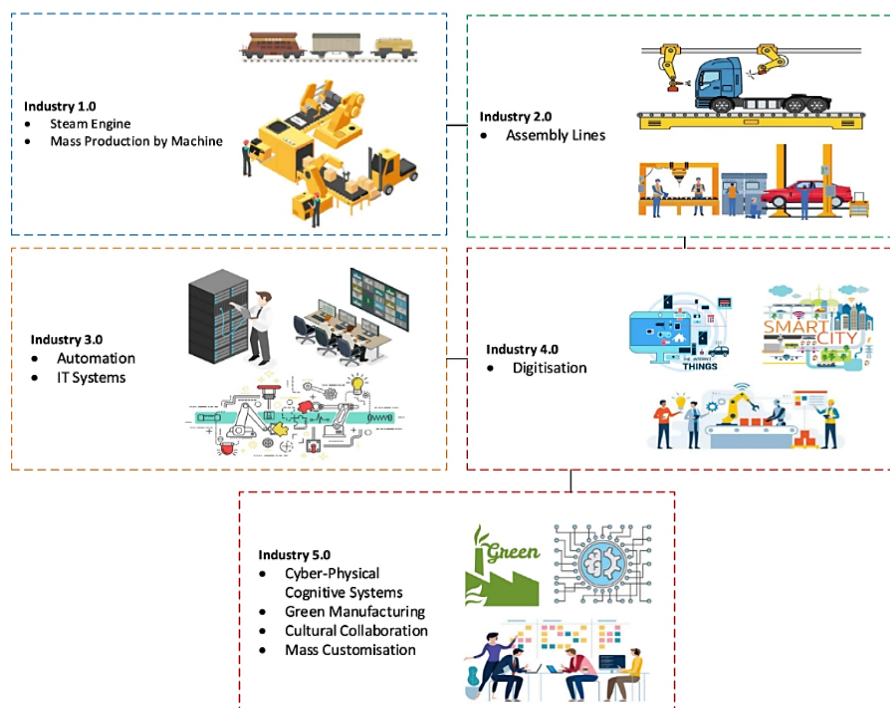 Industry 1.0
• Steam Engine
• Mass Production by Machine
Industry 2.0
• Assembly Lines
Industry 3.0
• Automation
• IT Systems
Industry 4.0
• Digitisation
THE INTERNET
THINGS
SMART
CITY
Industry 5.0
• Cyber-Physical
Cognitive Systems
• Green Manufacturing
• Cultural Collaboration
• Mass Customisation
Green